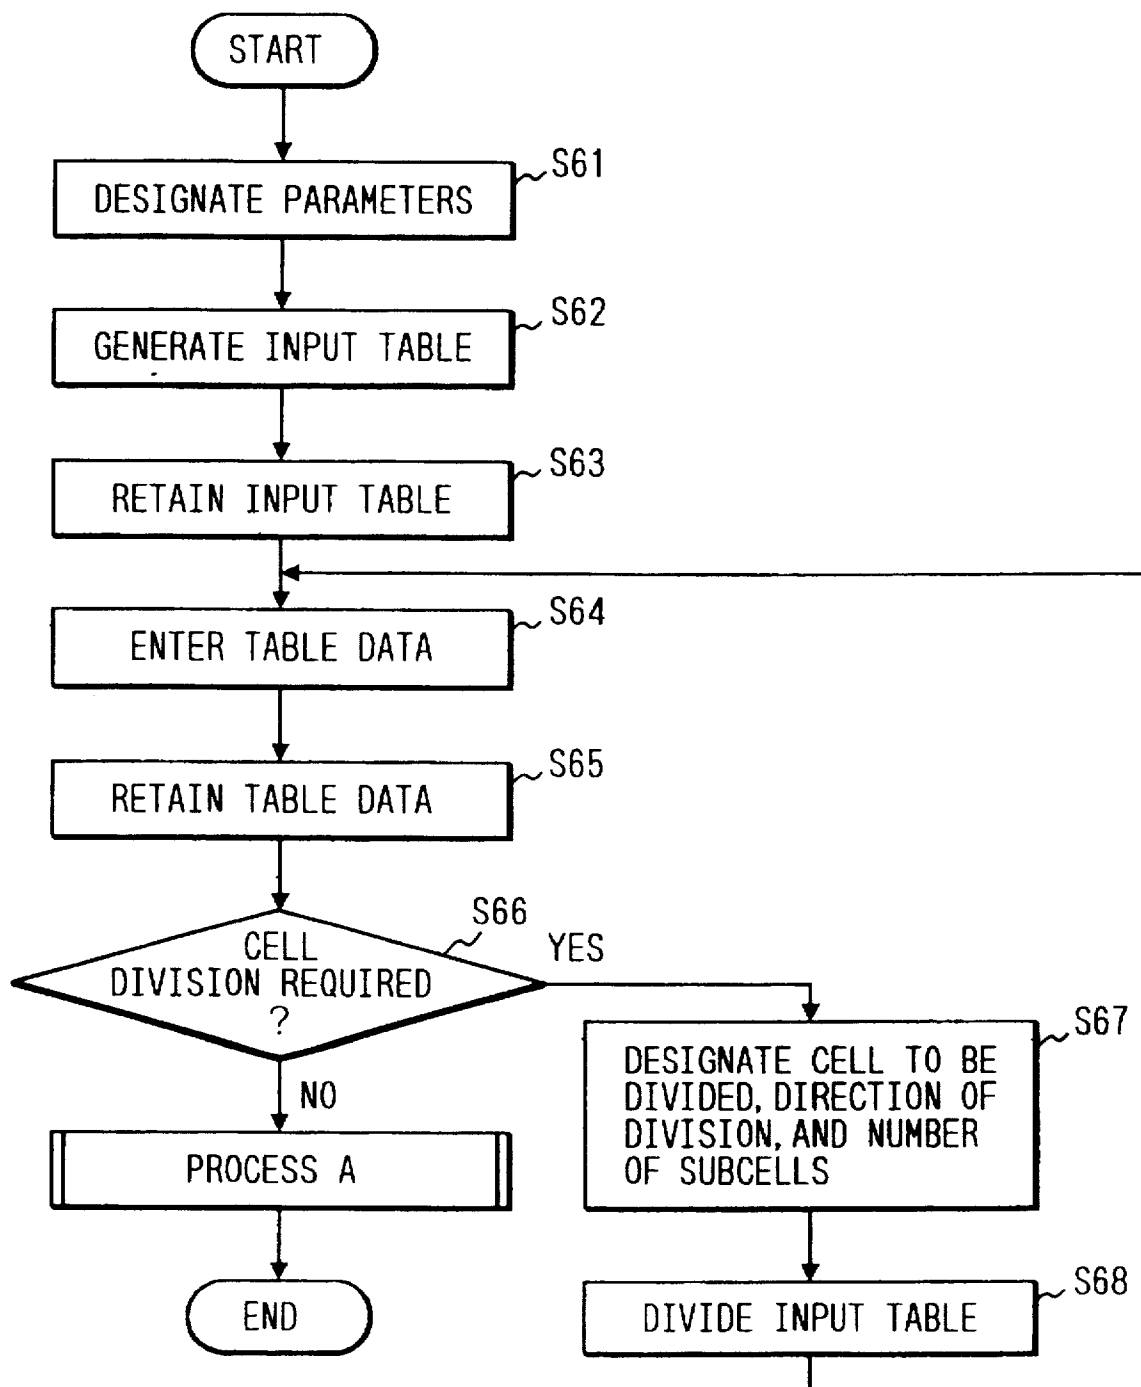 START
S61
DESIGNATE PARAMETERS
S62
GENERATE INPUT TABLE
S63
RETAIN INPUT TABLE
S64
ENTER TABLE DATA
S65
RETAIN TABLE DATA
S66
CELL
DIVISION REQUIRED
?
YES
NO
S67
DESIGNATE CELL TO BE
DIVIDED, DIRECTION OF
DIVISION, AND NUMBER
OF SUBCELLS
PROCESS A
S68
DIVIDE INPUT TABLE
END